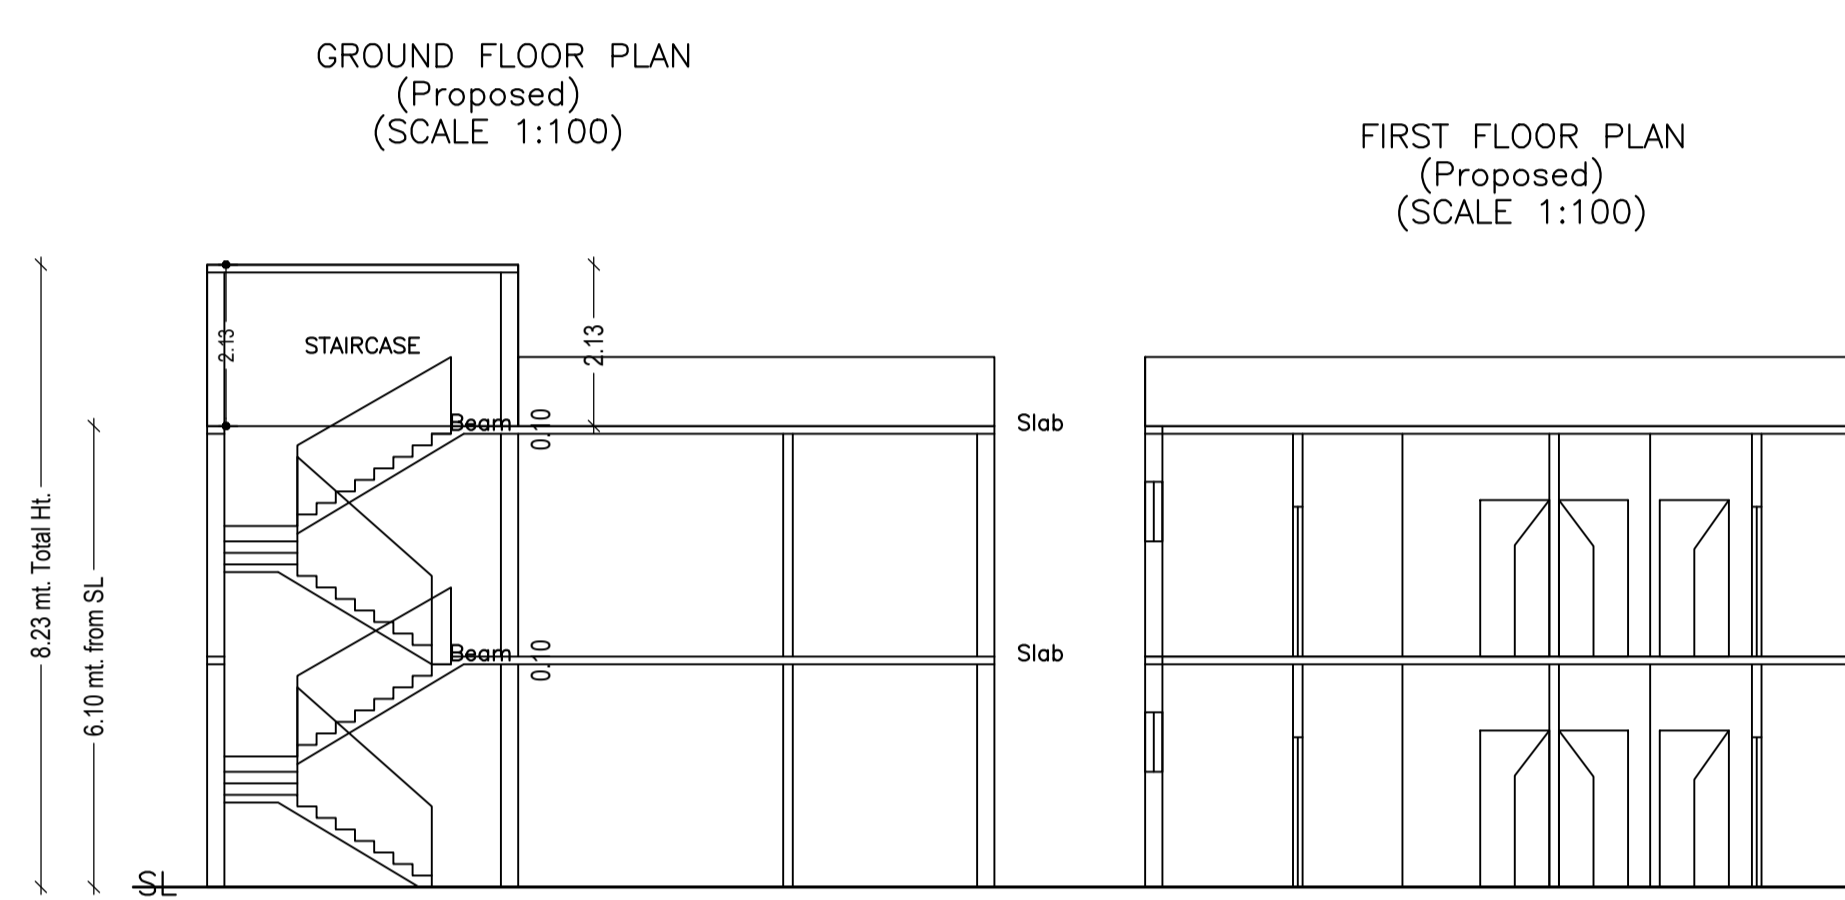 GROUND FLOOR PLAN
(Proposed)
(SCALE 1:100)
FIRST FLOOR PLAN
(Proposed)
(SCALE 1:100)
8.23 mt. Total Ht.
6.10 mt. from SL
2.13
STAIRCASE
2.13
Beam
0.10
Slab
Beam
0.10
Slab
SL